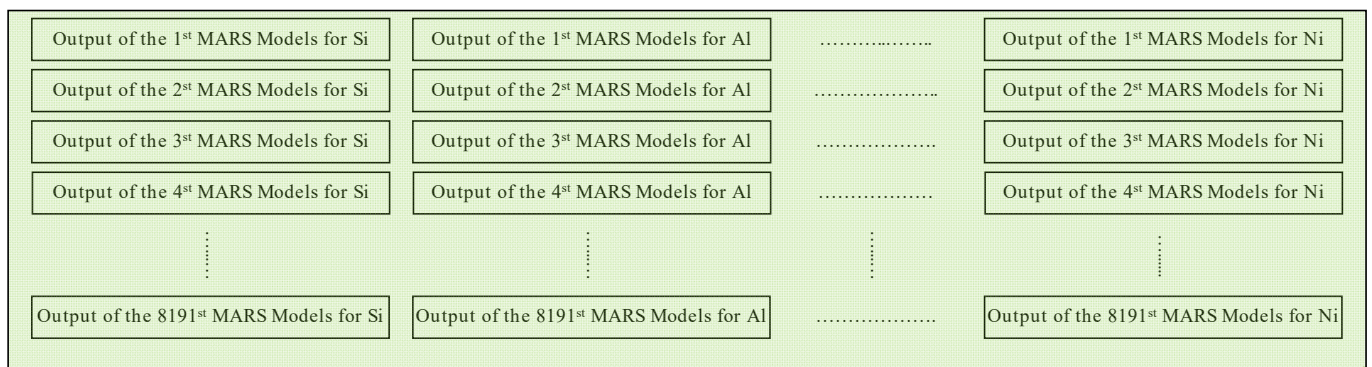 Output of the 1st MARS Models for Si Output of the 1st MARS Models for Al ………..…….. Output of the 1st MARS Models for Ni
Output of the 2st MARS Models for Si Output of the 2st MARS Models for Al ……………….. Output of the 2st MARS Models for Ni
Output of the 3st MARS Models for Si Output of the 3st MARS Models for Al ………………. Output of the 3st MARS Models for Ni
Output of the 4st MARS Models for Si Output of the 4st MARS Models for Al ……………… Output of the 4st MARS Models for Ni
Output of the 8191st MARS Models for Si Output of the 8191st MARS Models for Al ………………. Output of the 8191st MARS Models for Ni